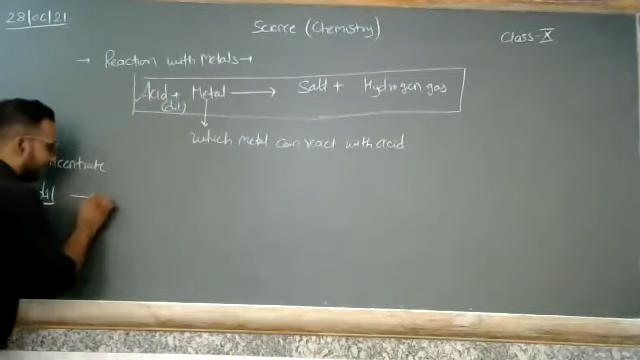 28/06/21
Science (Chemistry)
Class-X
→ Reaction with Metals →
Acid + Metal ⟶ Salt + Hydrogen gas
(dil)
which metal can react with acid.
dil —